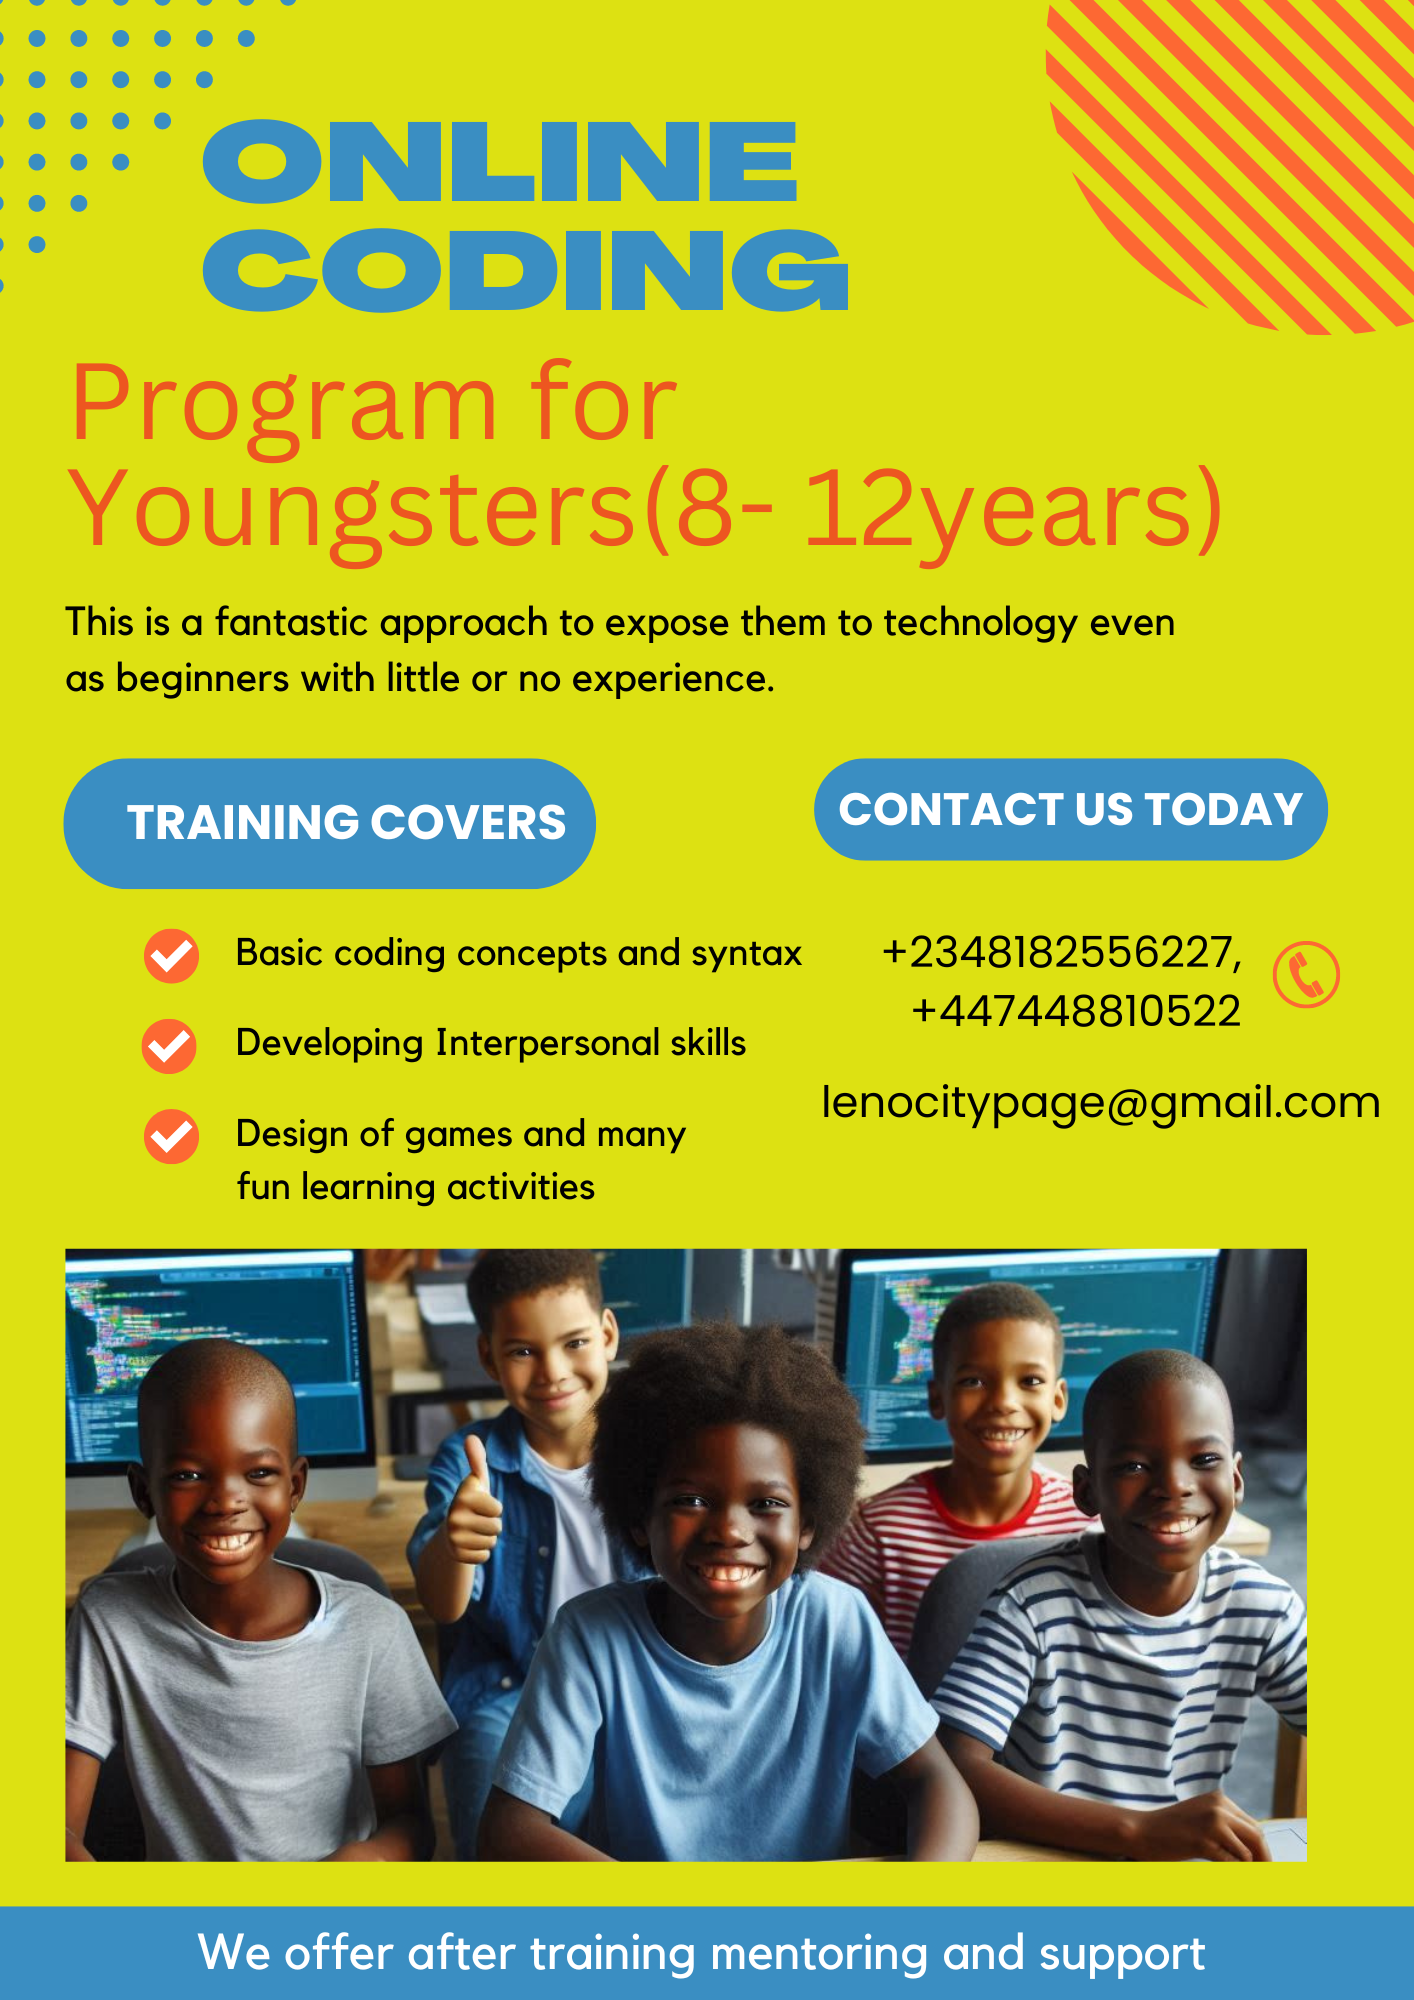 ONLINE
CODING
Program for
Youngsters(8- 12years)
This is a fantastic approach to expose them to technology even
as beginners with little or no experience.
TRAINING COVERS
Basic coding concepts and syntax
Developing Interpersonal skills
Design of games and many
fun learning activities
CONTACT US TODAY
+2348182556227,
+447448810522
lenocitypage@gmail.com
We offer after training mentoring and support